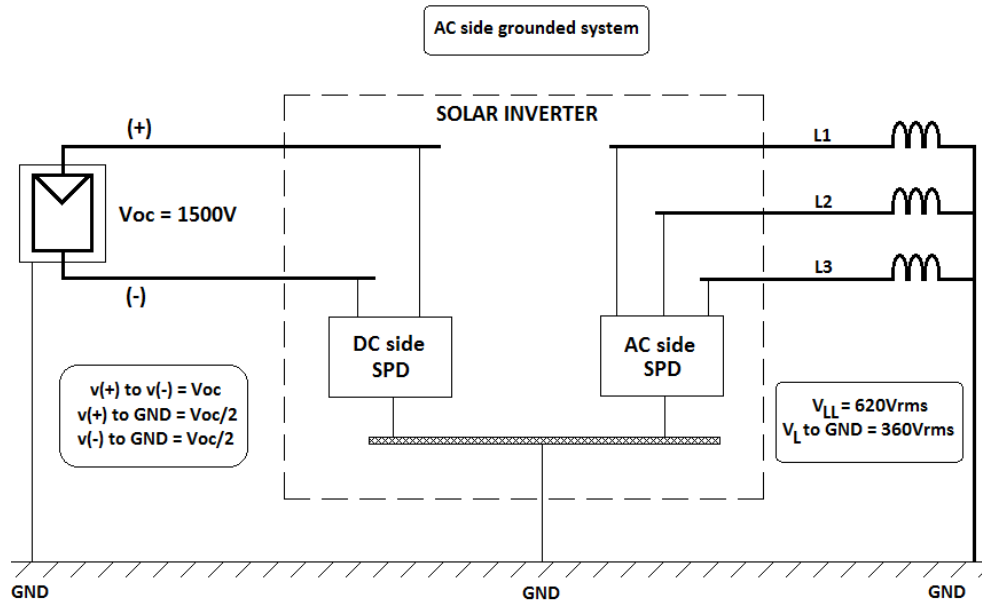 AC side grounded system
SOLAR INVERTER
(+)
L1
Voc = 1500V
L2
L3
(-)
DC side
SPD
AC side
SPD
v(+) to v(-) = Voc
v(+) to GND = Voc/2
v(-) to GND = Voc/2
VLL = 620Vrms
VL to GND = 360Vrms
GND
GND
GND